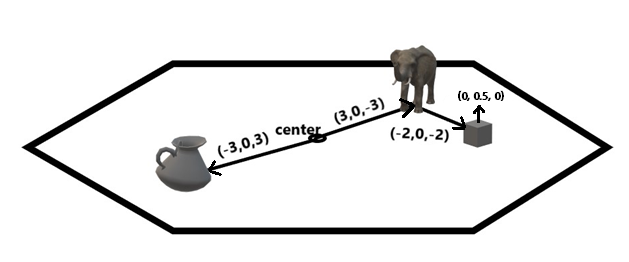 (0, 0.5, 0)
(3,0,-3)
center
(-2,0,-2)
(-3,0,3)